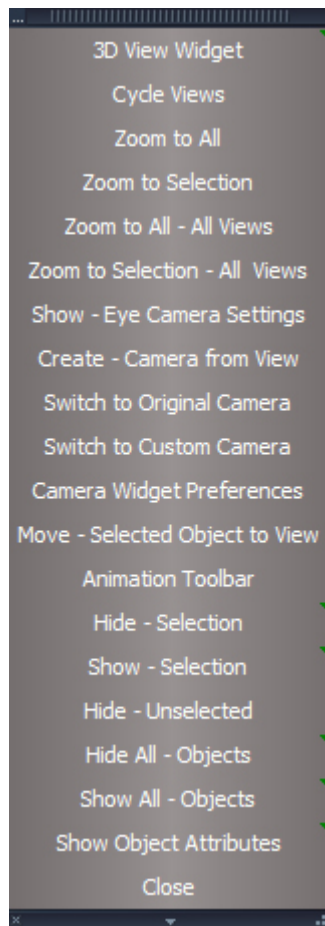 3D View Widget
Cycle Views
Zoom to All
Zoom to Selection
Zoom to All - All Views
Zoom to Selection - All  Views
Show - Eye Camera Settings
Create - Camera from View
Switch to Original Camera
Switch to Custom Camera
Camera Widget Preferences
Move - Selected Object to View
Animation Toolbar
Hide - Selection
Show - Selection
Hide - Unselected
Hide All - Objects
Show All - Objects
Show Object Attributes
Close